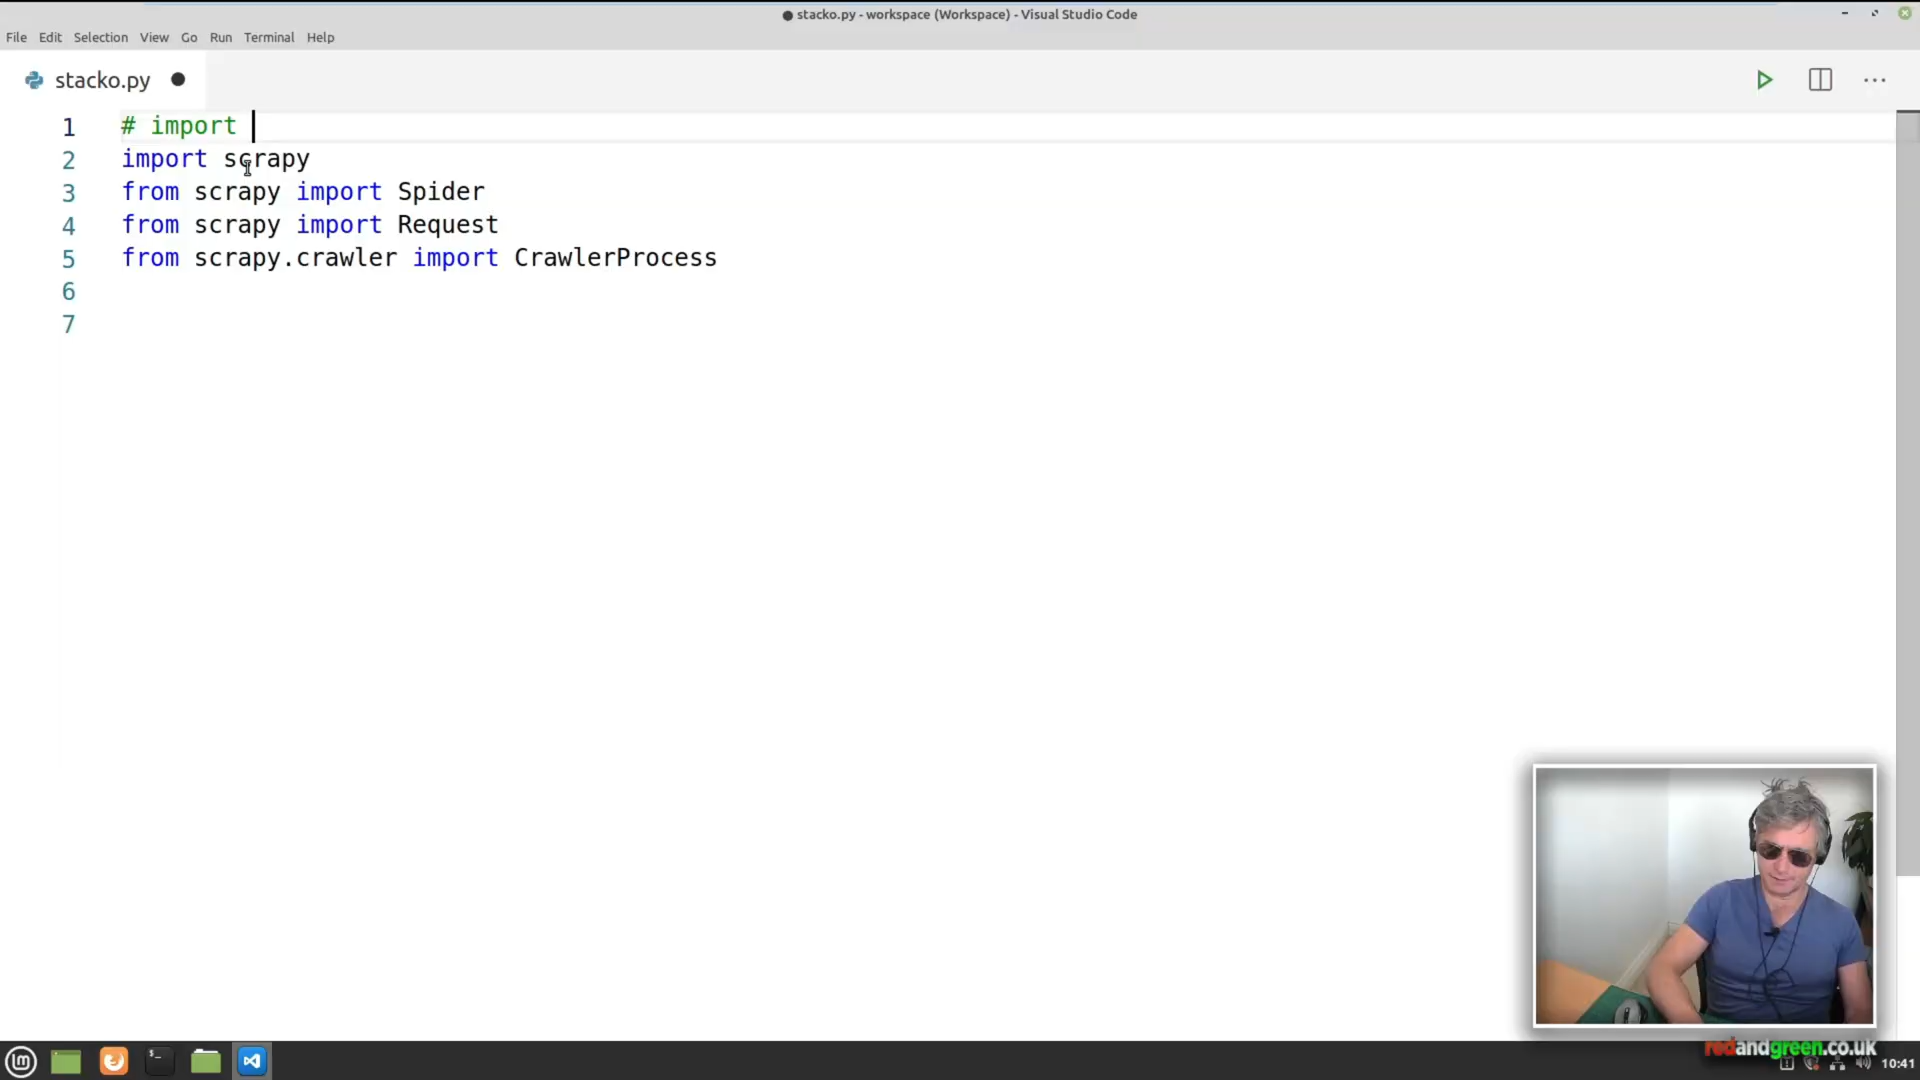 ● stacko.py - workspace (Workspace) - Visual Studio Code
File Edit Selection View Go Run Terminal Help
stacko.py ●
1 # import
2 import scrapy
3 from scrapy import Spider
4 from scrapy import Request
5 from scrapy.crawler import CrawlerProcess
6
7
redandgreen.co.uk
10:41